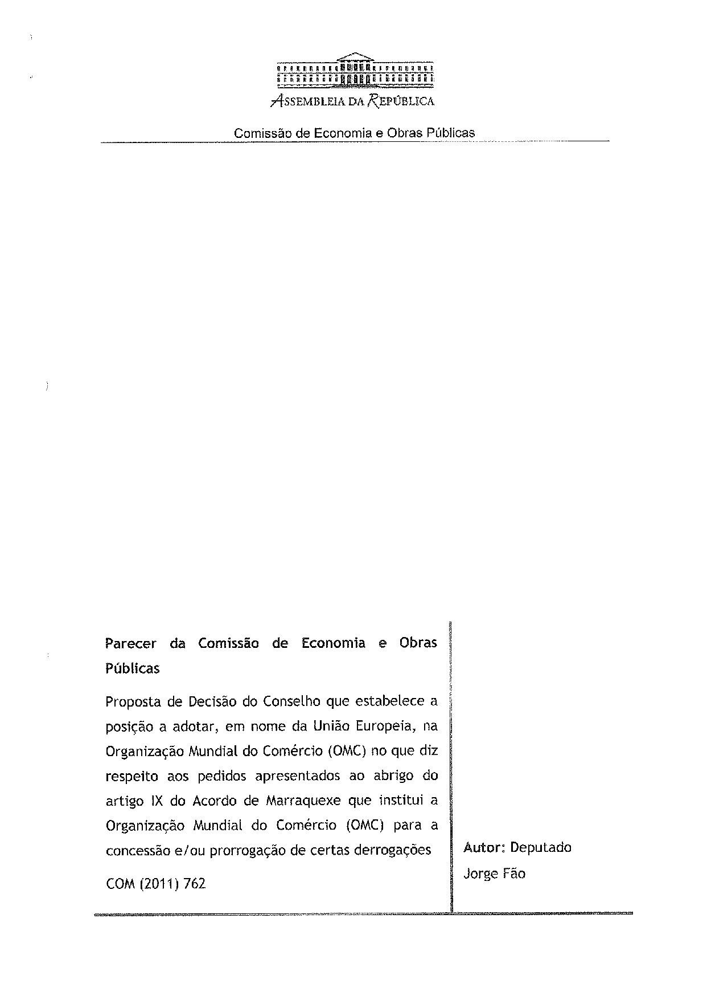 ASSEMBLEIA DA REPÚBLICA
Comissão de Economia e Obras Públicas
Parecer da Comissão de Economia e Obras
Públicas
Proposta de Decisão do Conselho que estabelece a
posição a adotar, em nome da União Europeia, na
Organização Mundial do Comércio (OMC) no que diz
respeito aos pedidos apresentados ao abrigo do
artigo IX do Acordo de Marraquexe que institui a
Organização Mundial do Comércio (OMC) para a
concessão e/ou prorrogação de certas derrogações
COM (2011) 762
Autor: Deputado
Jorge Fão